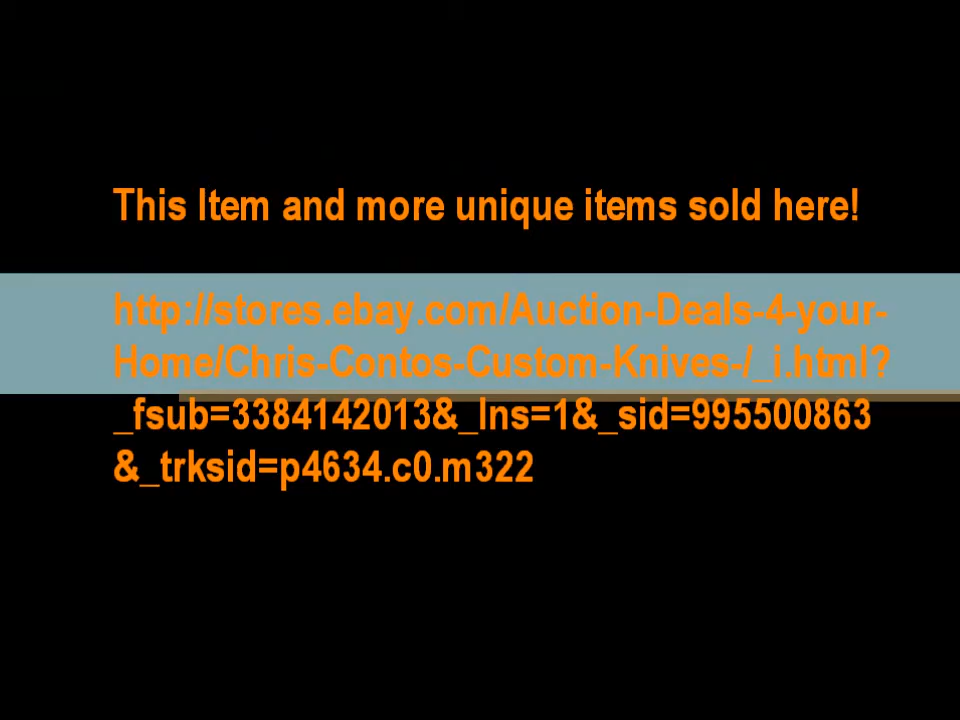 This Item and more unique items sold here!
http://stores.ebay.com/Auction-Deals-4-your-
Home/Chris-Contos-Custom-Knives-/_i.html?
_fsub=3384142013&_lns=1&_sid=995500863
&_trksid=p4634.c0.m322